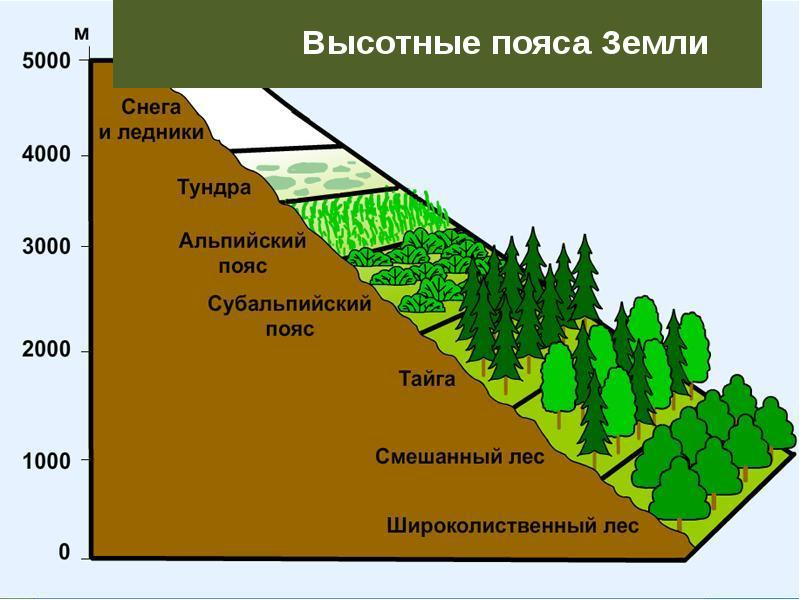 Высотные пояса Земли
м
5000
Снега
и ледники
4000
Тундра
Альпийский
пояс
3000
Субальпийский
пояс
2000
Тайга
Смешанный лес
1000
Широколиственный лес
0